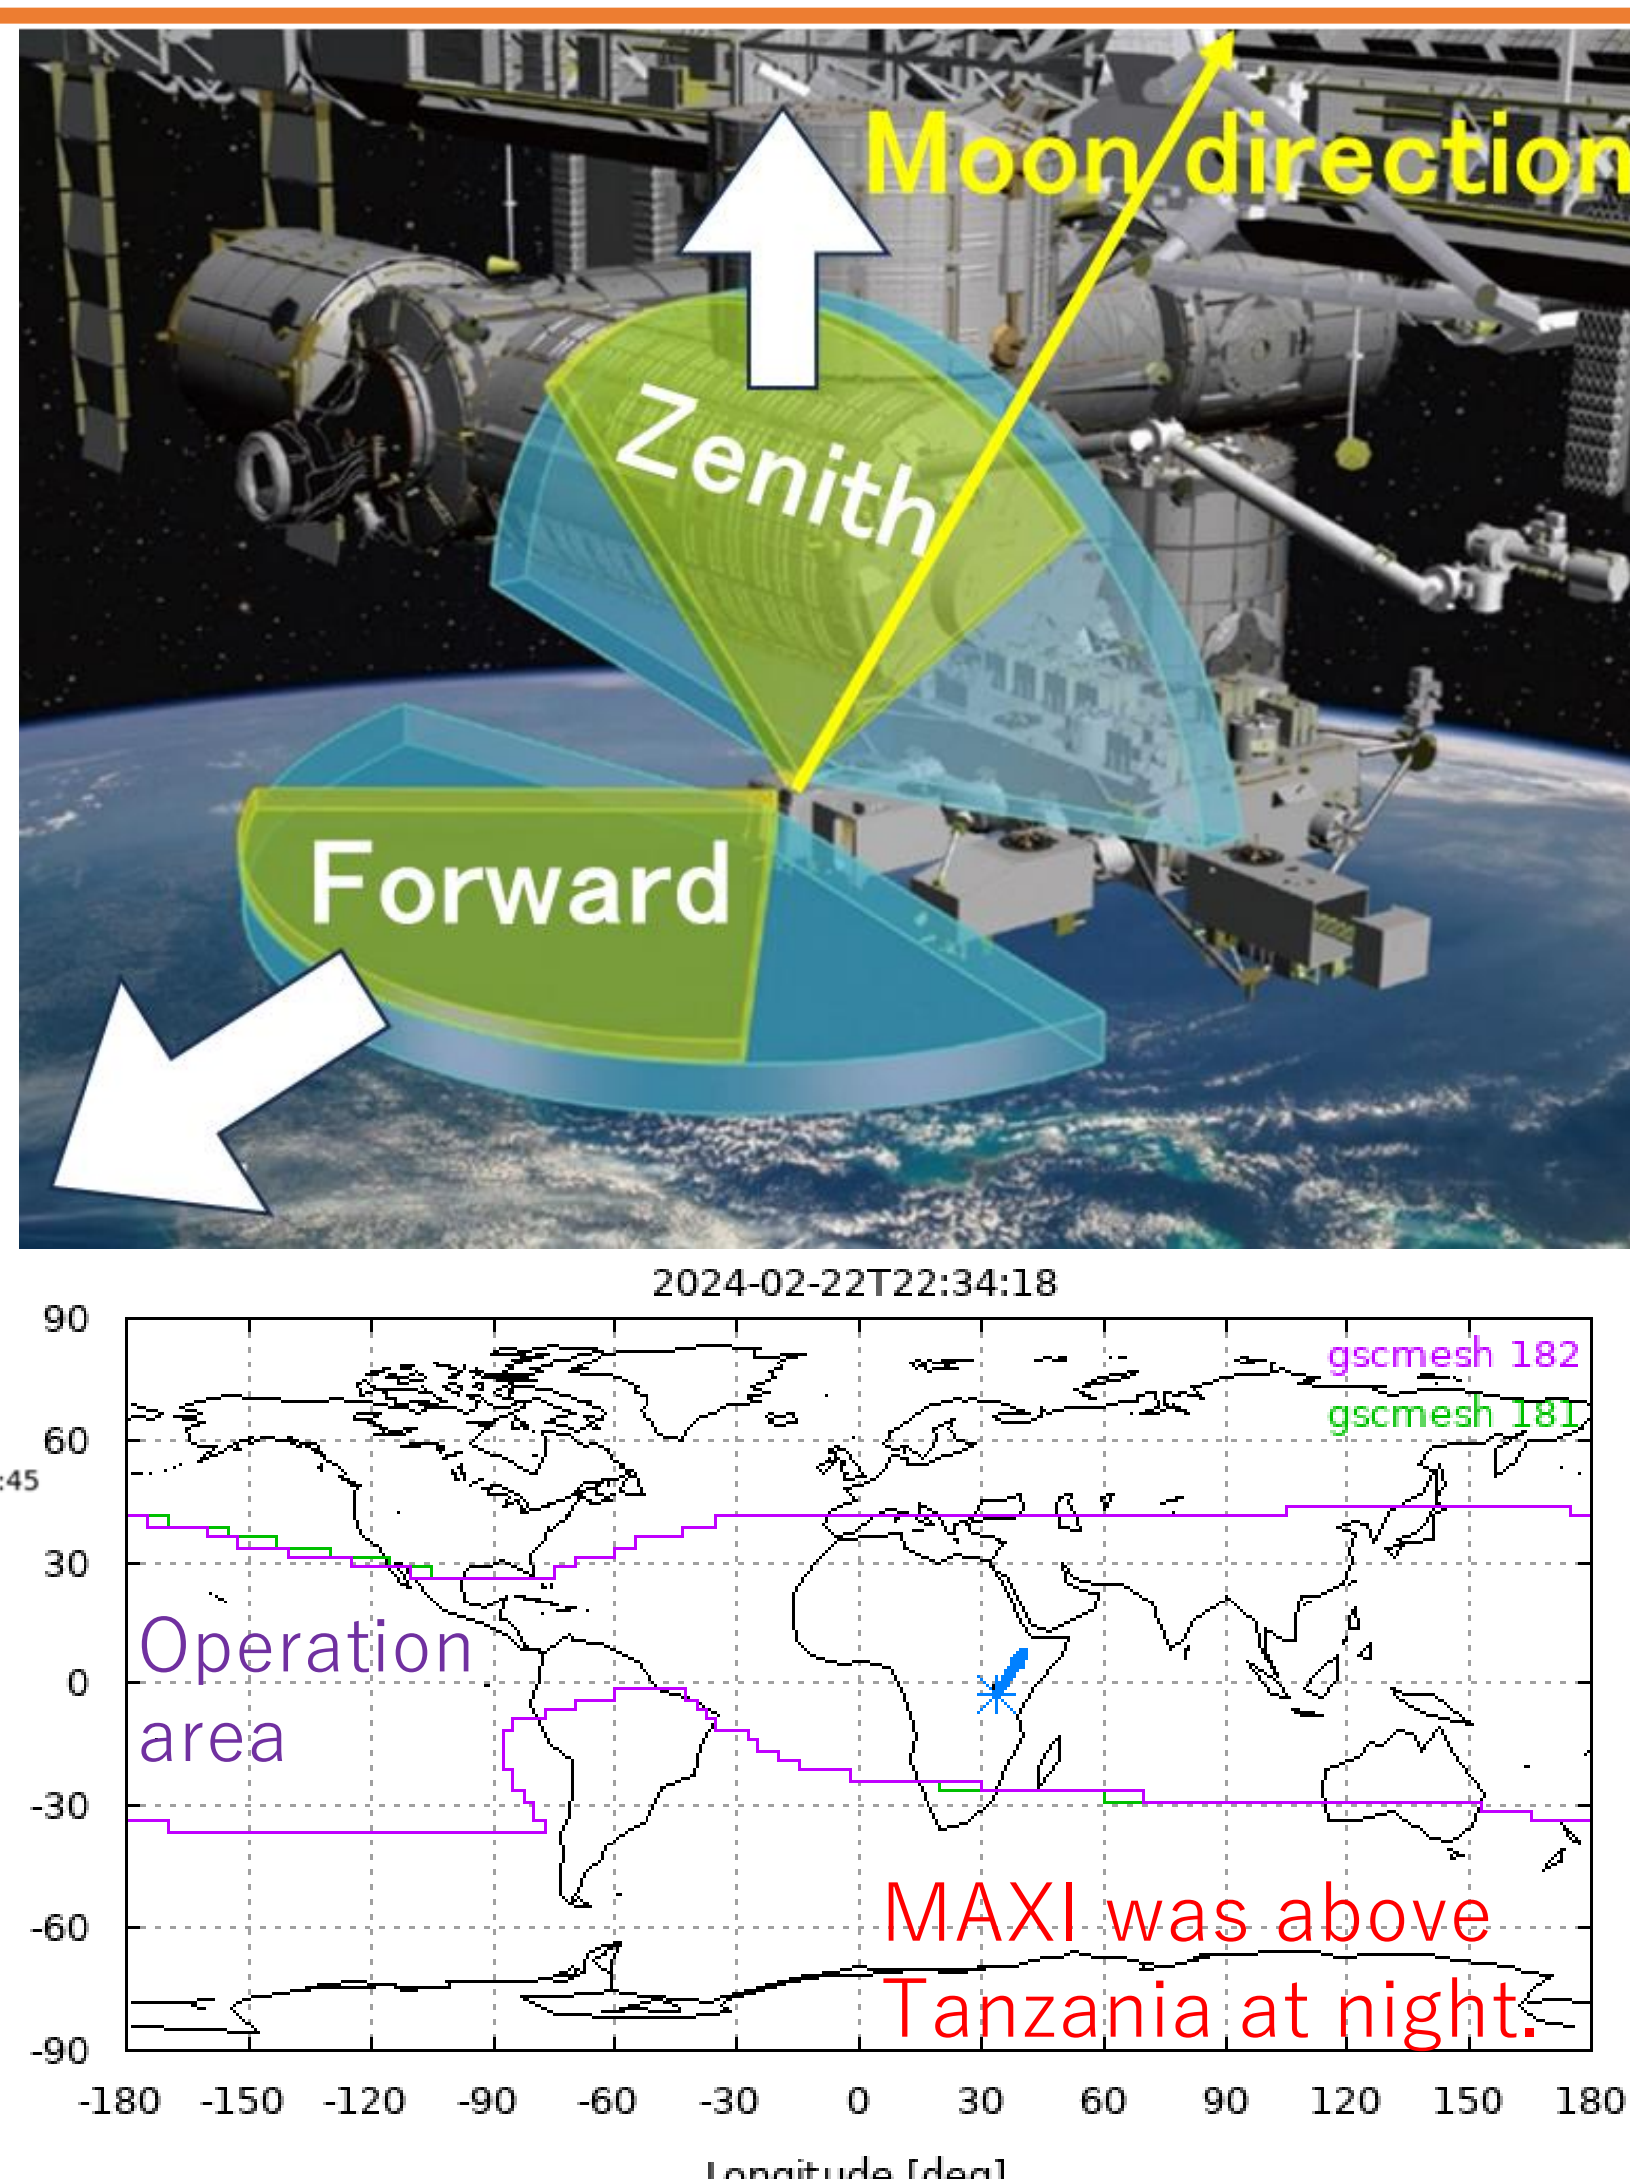 Moon direction
Zenith
Forward
2024-02-22T22:34:18
90
gscmesh 182
gscmesh 181
60
:45
30
Operation
area
0
-30
-60
MAXI was above
Tanzania at night.
-90
-180 -150 -120 -90 -60 -30 0 30 60 90 120 150 180
Longitude [deg]